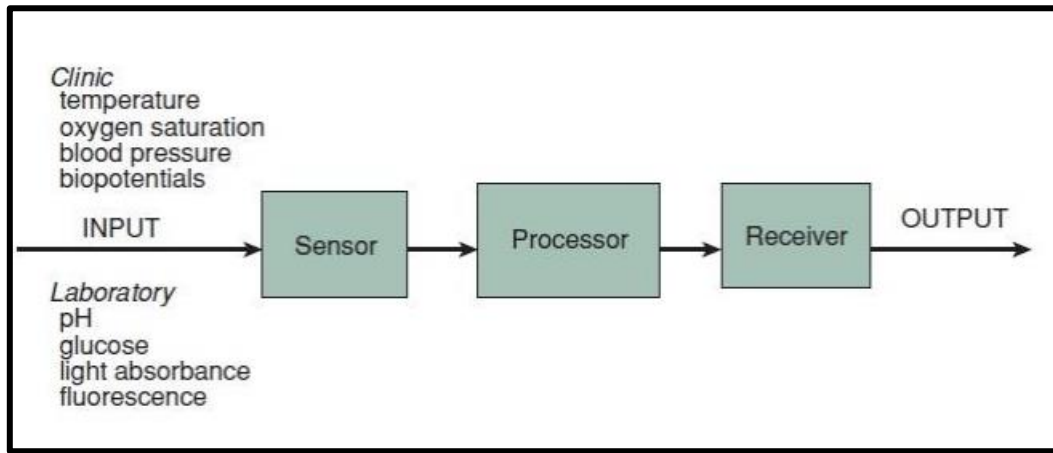 Clinic
temperature
oxygen saturation
blood pressure
biopotentials
INPUT
Sensor
Processor
Receiver
OUTPUT
Laboratory
pH
glucose
light absorbance
fluorescence